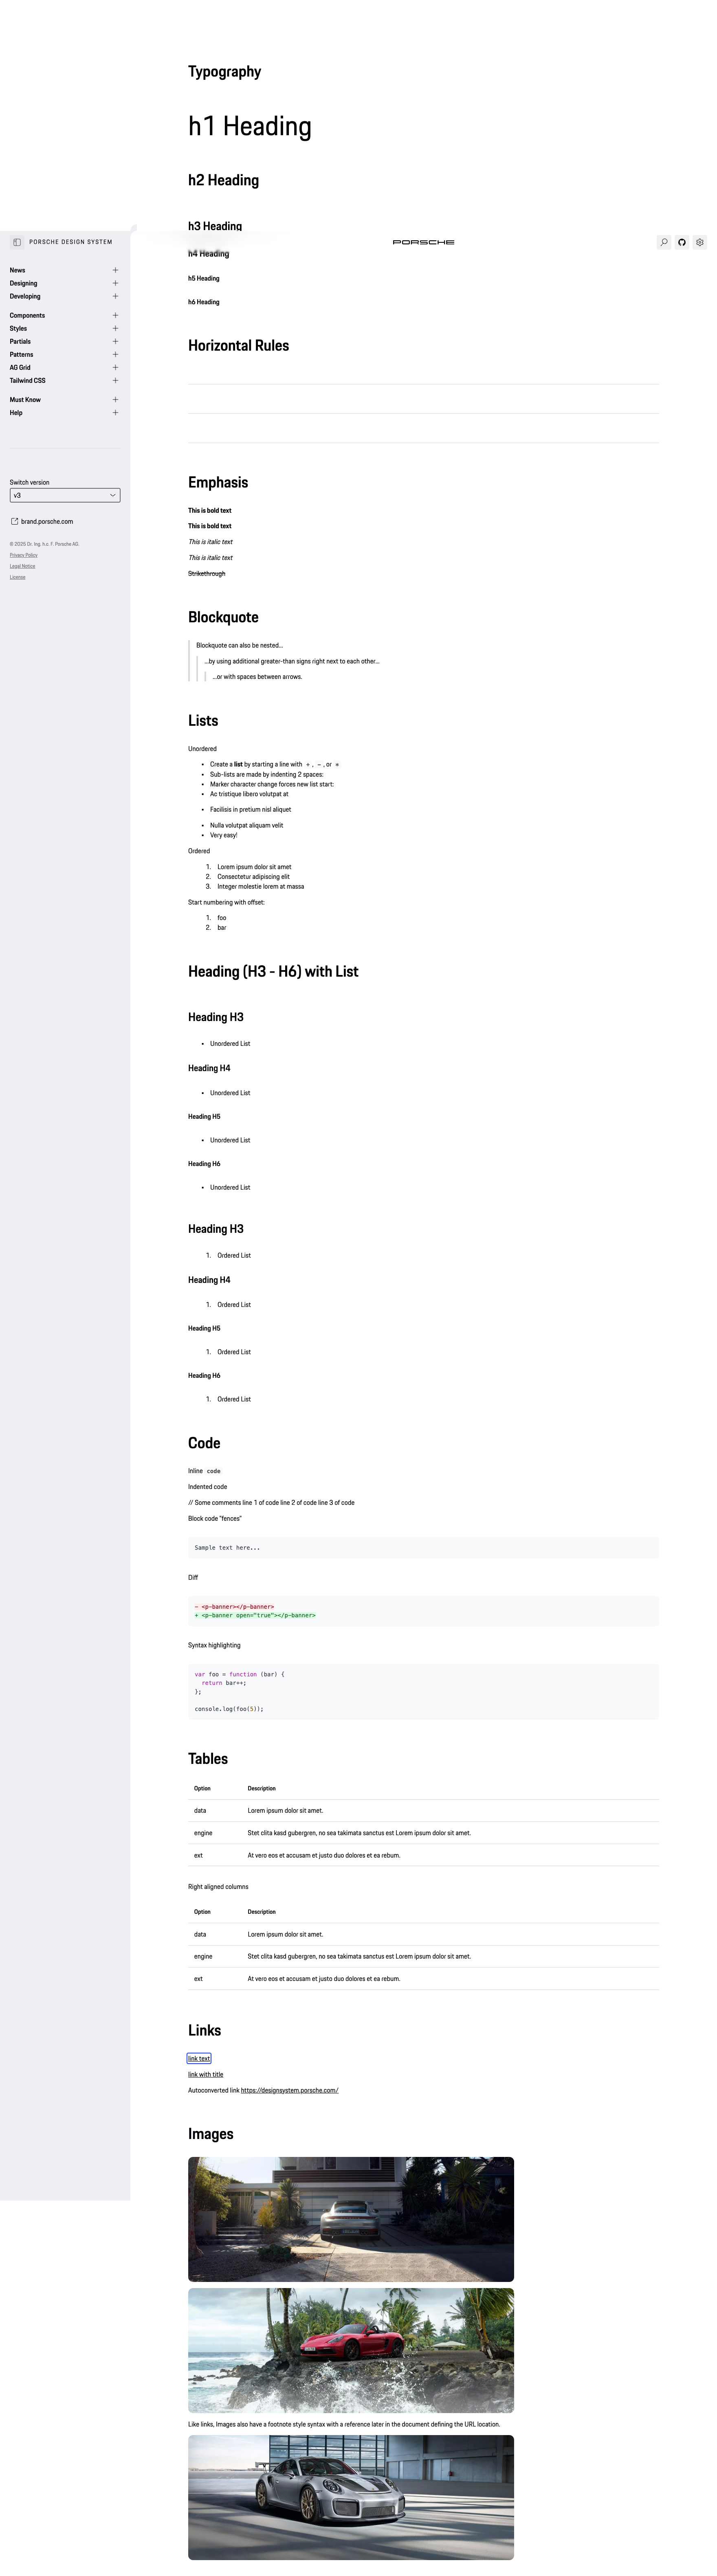 Typography
h1 Heading
h2 Heading
h3 Heading
PORSCHE DESIGN SYSTEM
PORSCHE
h4 Heading
News
Designing
Developing
Components
Styles
Partials
Patterns
AG Grid
Tailwind CSS
Must Know
Help
Switch version
v3
brand.porsche.com
© 2025 Dr. Ing. h.c. F. Porsche AG.
Privacy Policy
Legal Notice
License
h5 Heading
h6 Heading
Horizontal Rules
Emphasis
This is bold text
This is bold text
This is italic text
This is italic text
Strikethrough
Blockquote
Blockquote can also be nested...
...by using additional greater-than signs right next to each other...
...or with spaces between arrows.
Lists
Unordered
• Create a list by starting a line with + , - , or *
• Sub-lists are made by indenting 2 spaces:
• Marker character change forces new list start:
• Ac tristique libero volutpat at
• Facilisis in pretium nisl aliquet
• Nulla volutpat aliquam velit
• Very easy!
Ordered
1. Lorem ipsum dolor sit amet
2. Consectetur adipiscing elit
3. Integer molestie lorem at massa
Start numbering with offset:
1. foo
2. bar
Heading (H3 - H6) with List
Heading H3
• Unordered List
Heading H4
• Unordered List
Heading H5
• Unordered List
Heading H6
• Unordered List
Heading H3
1. Ordered List
Heading H4
1. Ordered List
Heading H5
1. Ordered List
Heading H6
1. Ordered List
Code
Inline code
Indented code
// Some comments line 1 of code line 2 of code line 3 of code
Block code "fences"
Sample text here...
Diff
- <p-banner></p-banner>
+ <p-banner open="true"></p-banner>
Syntax highlighting
var foo = function (bar) {
  return bar++;
};
console.log(foo(5));
Tables
Option Description
data Lorem ipsum dolor sit amet.
engine Stet clita kasd gubergren, no sea takimata sanctus est Lorem ipsum dolor sit amet.
ext At vero eos et accusam et justo duo dolores et ea rebum.
Right aligned columns
Option Description
data Lorem ipsum dolor sit amet.
engine Stet clita kasd gubergren, no sea takimata sanctus est Lorem ipsum dolor sit amet.
ext At vero eos et accusam et justo duo dolores et ea rebum.
Links
link text
link with title
Autoconverted link https://designsystem.porsche.com/
Images
Like links, Images also have a footnote style syntax with a reference later in the document defining the URL location.